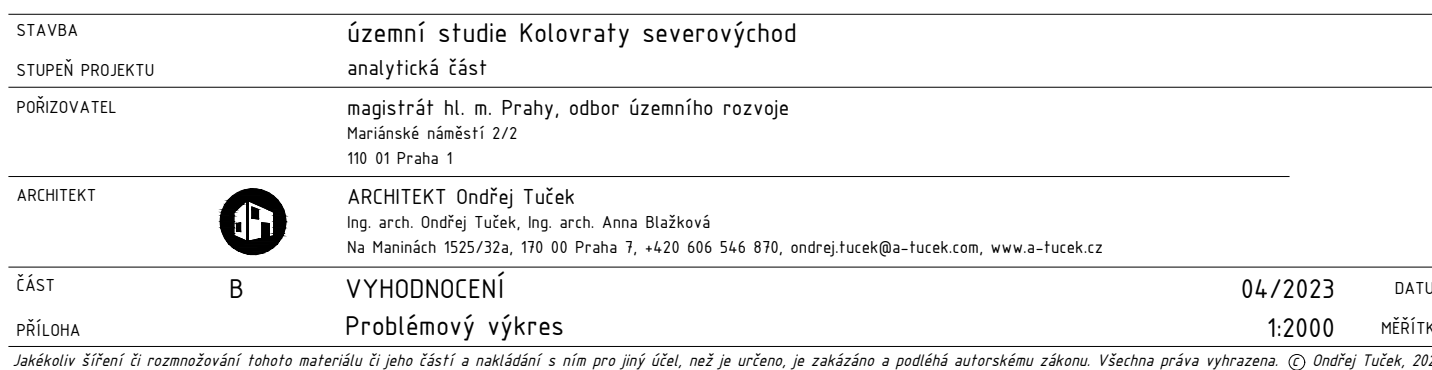 STAVBA územní studie Kolovraty severovýchod
STUPEŇ PROJEKTU analytická část
POŘIZOVATEL magistrát hl. m. Prahy, odbor územního rozvoje
Mariánské náměstí 2/2
110 01 Praha 1
ARCHITEKT ARCHITEKT Ondřej Tuček
Ing. arch. Ondřej Tuček, Ing. arch. Anna Blažková
Na Maninách 1525/32a, 170 00 Praha 7, +420 606 546 870, ondrej.tucek@a-tucek.com, www.a-tucek.cz
ČÁST B VYHODNOCENÍ 04/2023 DATU
PŘÍLOHA Problémový výkres 1:2000 MĚŘÍTK
Jakékoliv šíření či rozmnožování tohoto materiálu či jeho částí a nakládání s ním pro jiný účel, než je určeno, je zakázáno a podléhá autorskému zákonu. Všechna práva vyhrazena. © Ondřej Tuček, 202